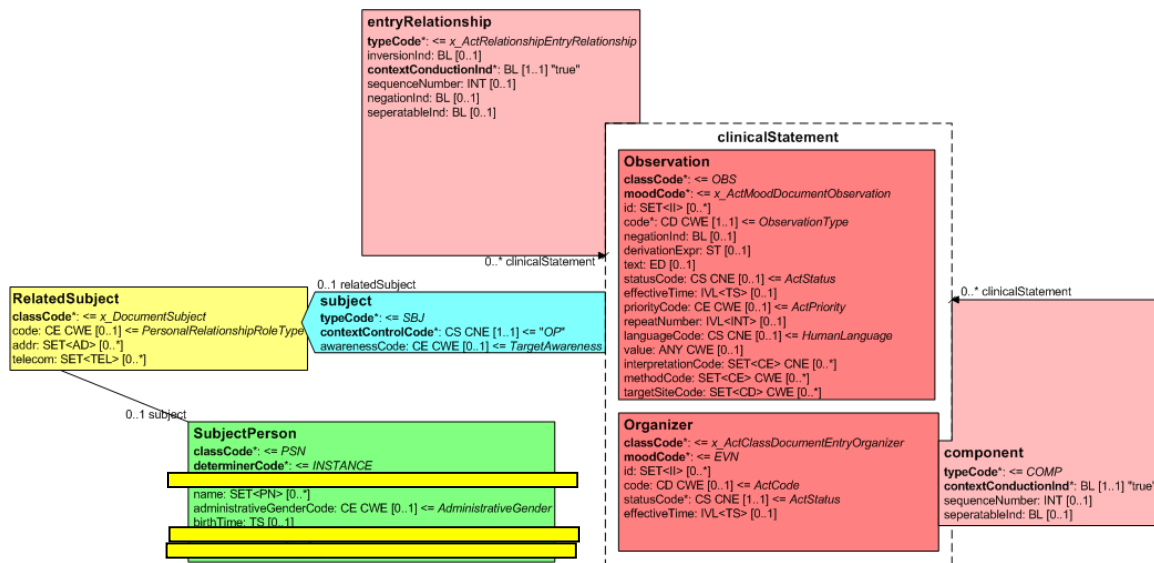 entryRelationship
typeCode*: <= x_ActRelationshipEntryRelationship
inversionInd: BL [0..1]
contextConductionInd*: BL [1..1] "true"
sequenceNumber: INT [0..1]
negationInd: BL [0..1]
seperatableInd: BL [0..1]
0..* clinicalStatement
clinicalStatement
Observation
classCode*: <= OBS
moodCode*: <= x_ActMoodDocumentObservation
id: SET<II> [0..*]
code*: CD CWE [1..1] <= ObservationType
negationInd: BL [0..1]
derivationExpr: ST [0..1]
text: ED [0..1]
statusCode: CS CNE [0..1] <= ActStatus
effectiveTime: IVL<TS> [0..1]
priorityCode: CE CWE [0..1] <= ActPriority
repeatNumber: IVL<INT> [0..1]
languageCode: CS CNE [0..1] <= HumanLanguage
value: ANY CWE [0..1]
interpretationCode: SET<CE> CNE [0..*]
methodCode: SET<CE> CWE [0..*]
targetSiteCode: SET<CD> CWE [0..*]
0..1 relatedSubject
subject
typeCode*: <= SBJ
contextControlCode*: CS CNE [1..1] <= "OP"
awarenessCode: CE CWE [0..1] <= TargetAwareness
RelatedSubject
classCode*: <= x_DocumentSubject
code: CE CWE [0..1] <= PersonalRelationshipRoleType
addr: SET<AD> [0..*]
telecom: SET<TEL> [0..*]
0..1 subject
SubjectPerson
classCode*: <= PSN
determinerCode*: <= INSTANCE
name: SET<PN> [0..*]
administrativeGenderCode: CE CWE [0..1] <= AdministrativeGender
birthTime: TS [0..1]
Organizer
classCode*: <= x_ActClassDocumentEntryOrganizer
moodCode*: <= EVN
id: SET<II> [0..*]
code: CD CWE [0..1] <= ActCode
statusCode*: CS CNE [1..1] <= ActStatus
effectiveTime: IVL<TS> [0..1]
0..* clinicalStatement
component
typeCode*: <= COMP
contextConductionInd*: BL [1..1] "true"
sequenceNumber: INT [0..1]
seperatableInd: BL [0..1]